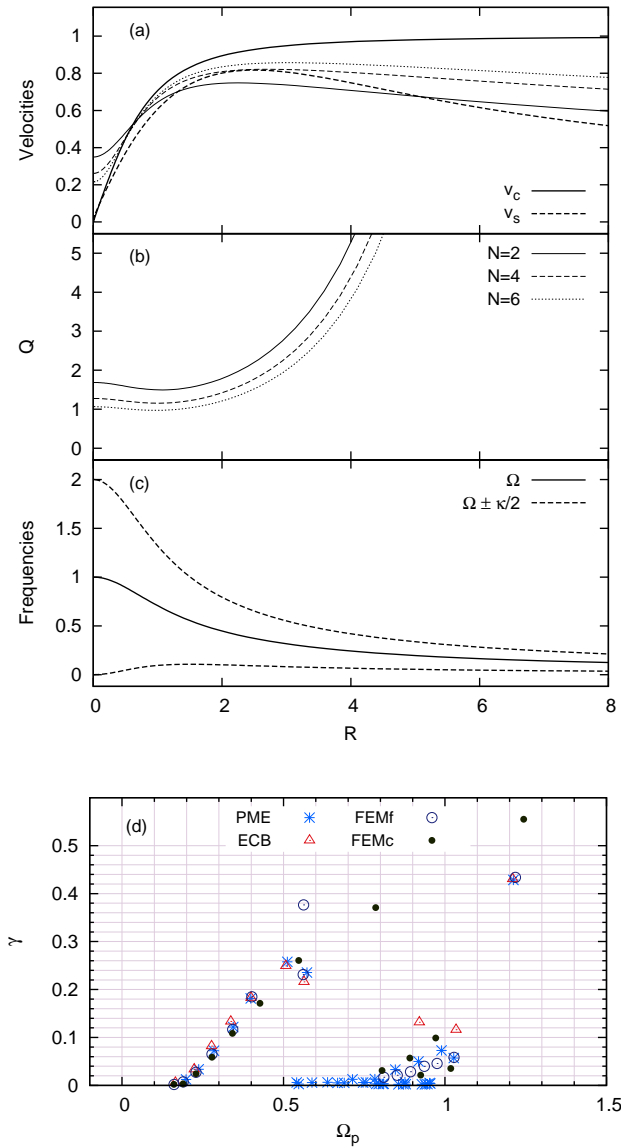 (a)
1
0.8
0.6
0.4
0.2
0
Velocities
v_c
v_s
(b)
5
4
3
2
1
0
Q
N=2
N=4
N=6
(c)
2
1.5
1
0.5
0
Frequencies
Ω
Ω ± κ/2
0 2 4 6 8
R
(d)
PME FEMf
ECB FEMc
0.5
0.4
0.3
0.2
0.1
0
γ
0 0.5 1 1.5
Ω_p